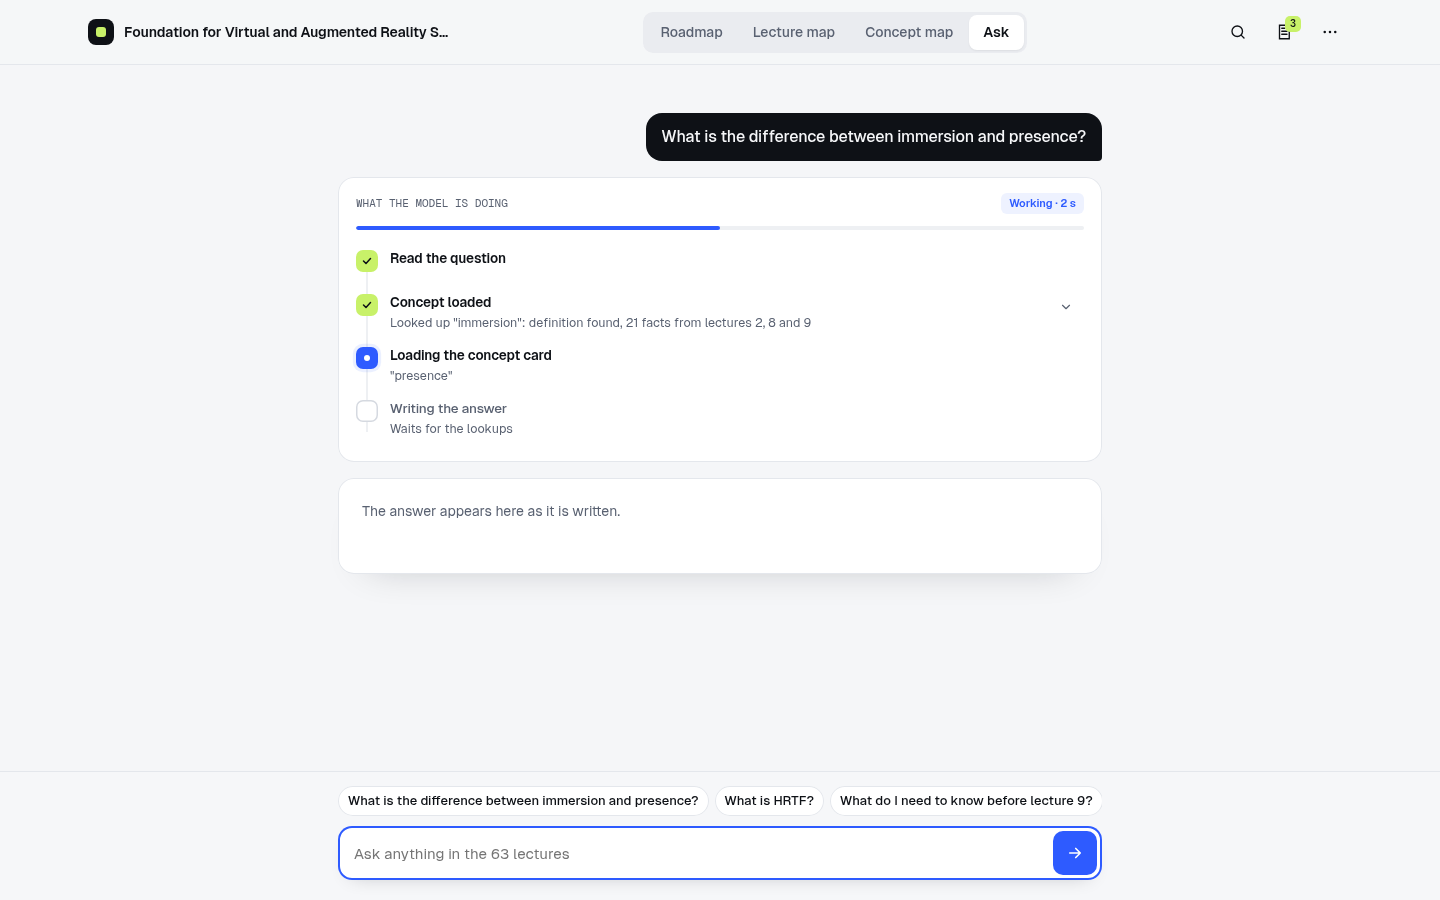 Foundation for Virtual and Augmented Reality S...
Roadmap
Lecture map
Concept map
Ask
3
What is the difference between immersion and presence?
WHAT THE MODEL IS DOING
Working · 2 s
Read the question
Concept loaded
Looked up "immersion": definition found, 21 facts from lectures 2, 8 and 9
Loading the concept card
"presence"
Writing the answer
Waits for the lookups
The answer appears here as it is written.
What is the difference between immersion and presence?
What is HRTF?
What do I need to know before lecture 9?
Ask anything in the 63 lectures